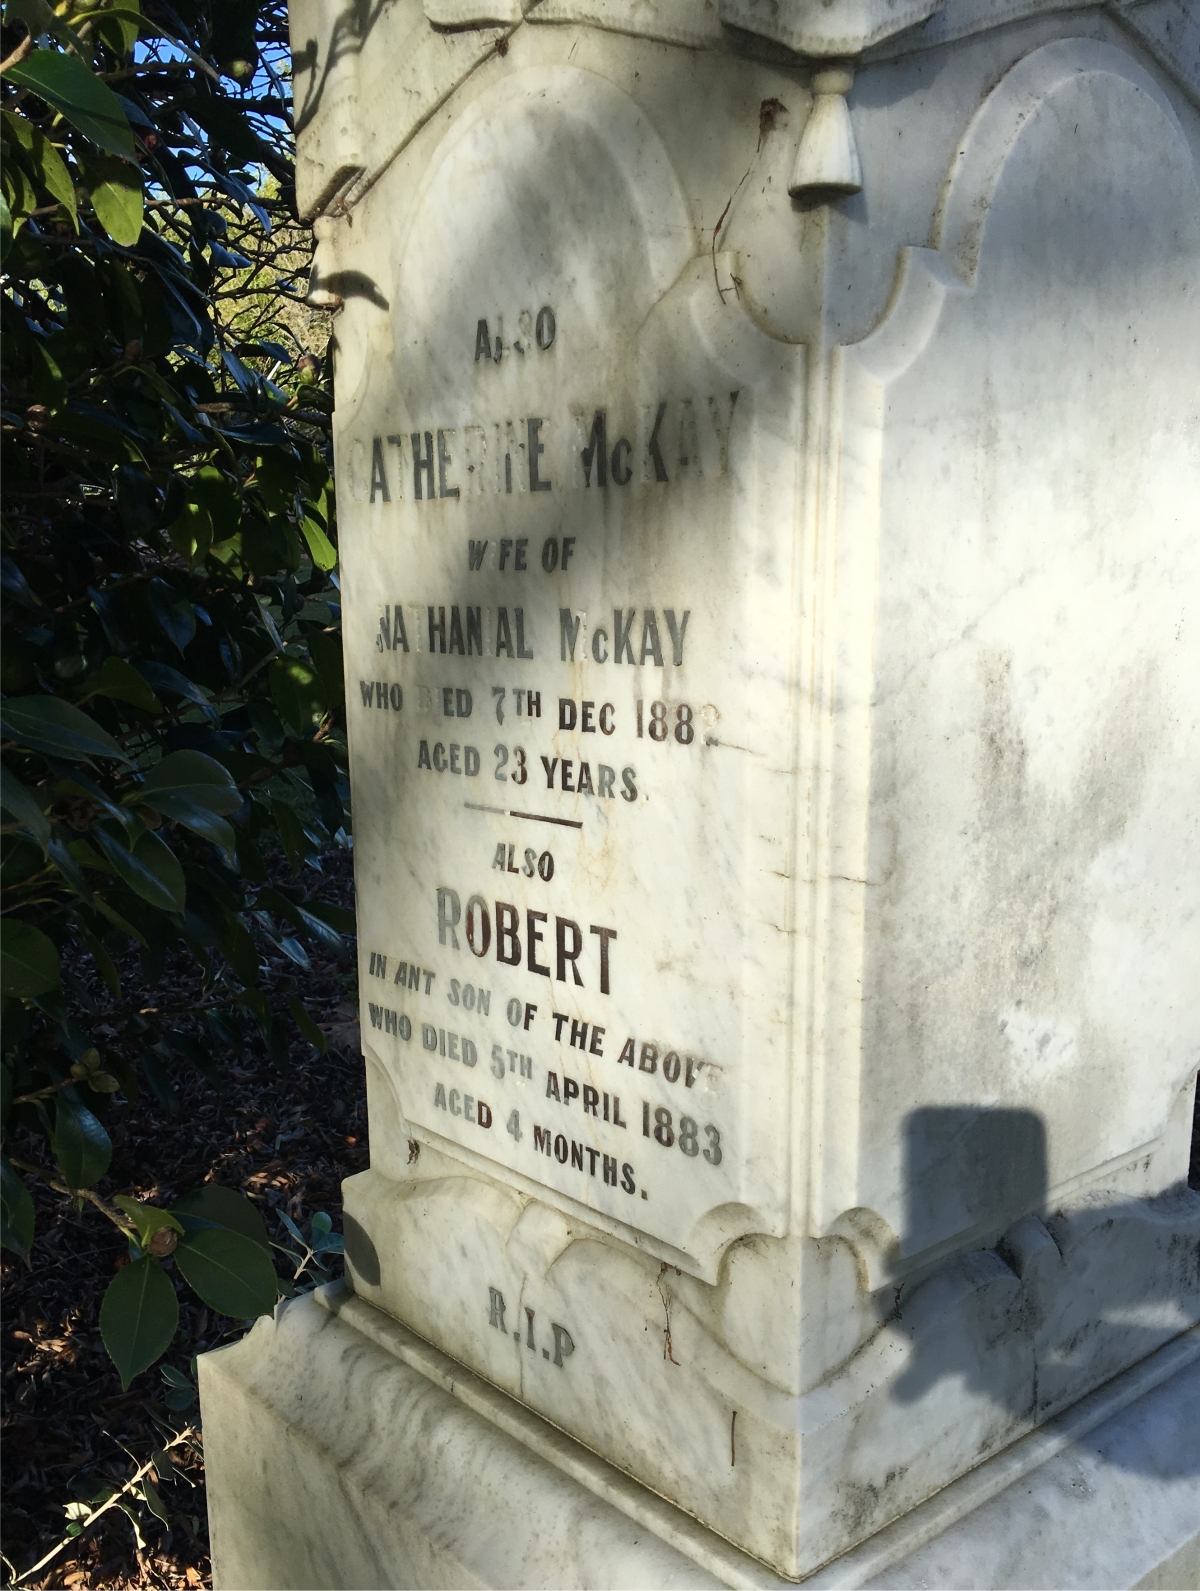 ALSO
CATHERINE McKAY
WIFE OF
NATHANIAL McKAY
WHO DIED 7TH DEC 1882
AGED 23 YEARS.
ALSO
ROBERT
INFANT SON OF THE ABOVE
WHO DIED 5TH APRIL 1883
AGED 4 MONTHS.
R.I.P